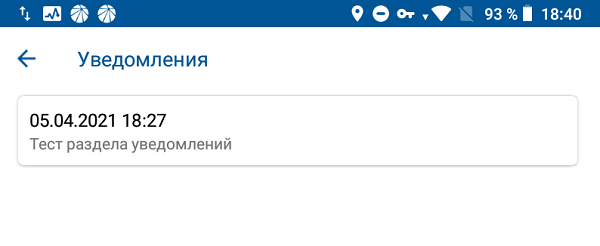 93 % 18:40
Уведомления
05.04.2021 18:27
Тест раздела уведомлений